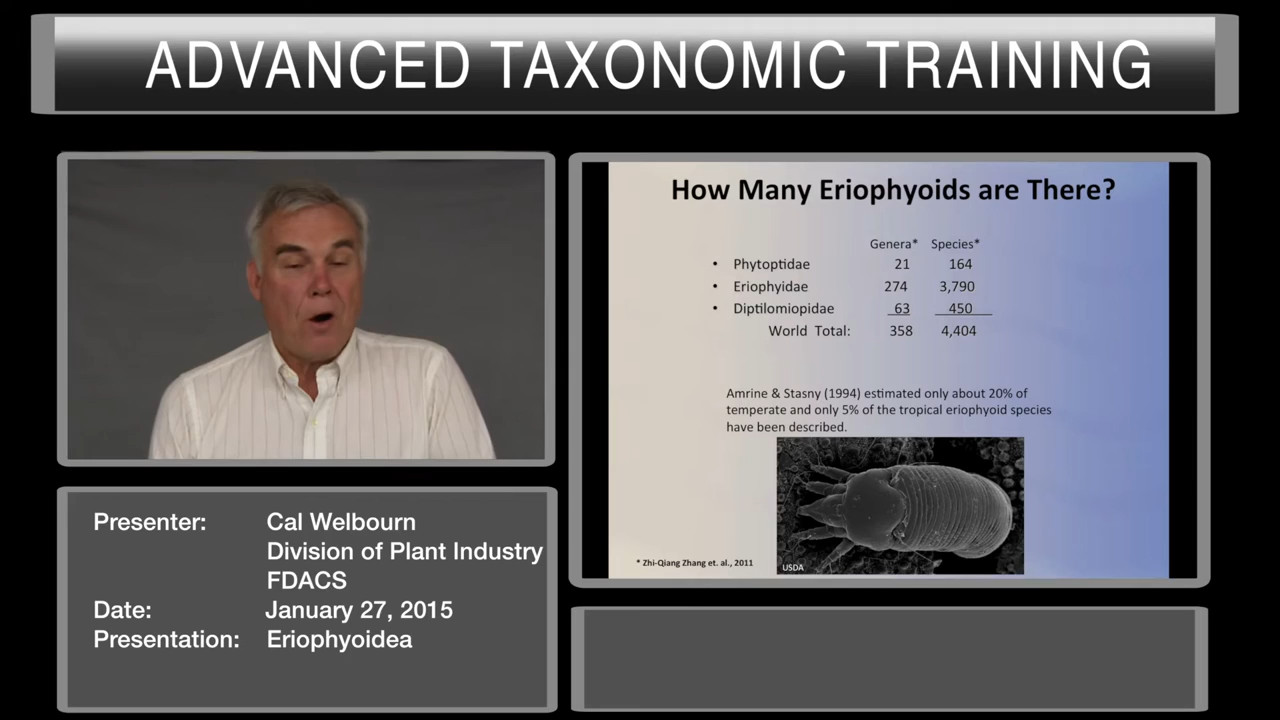 ADVANCED TAXONOMIC TRAINING
How Many Eriophyoids are There?
Genera* Species*
• Phytoptidae 21 164
• Eriophyidae 274 3,790
• Diptilomiopidae 63 450
World Total: 358 4,404
Amrine & Stasny (1994) estimated only about 20% of
temperate and only 5% of the tropical eriophyoid species
have been described.
USDA
* Zhi-Qiang Zhang et. al., 2011
Presenter: Cal Welbourn
Division of Plant Industry
FDACS
Date: January 27, 2015
Presentation: Eriophyoidea